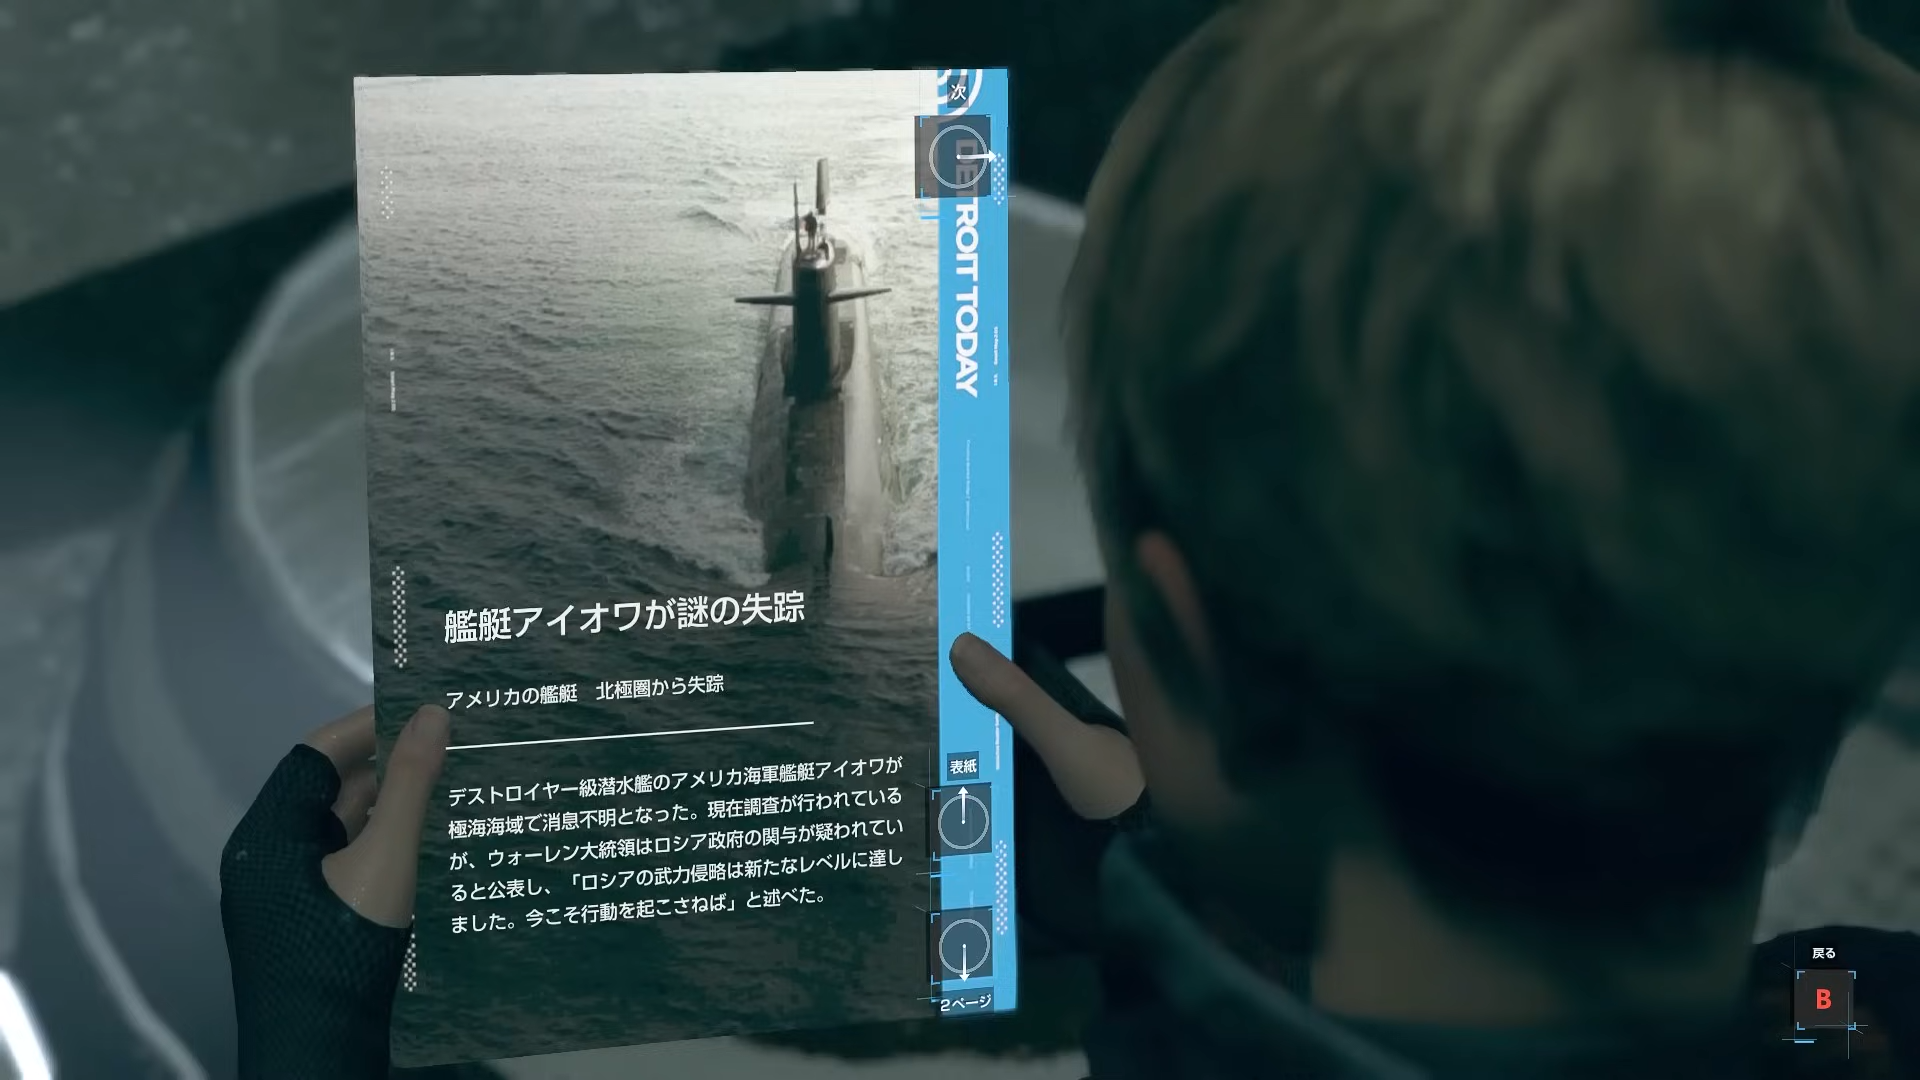 次
DETROIT TODAY
艦艇アイオワが謎の失踪
アメリカの艦艇　北極圏から失踪
デストロイヤー級潜水艦のアメリカ海軍艦艇アイオワが
極海海域で消息不明となった。現在調査が行われている
が、ウォーレン大統領はロシア政府の関与が疑われてい
ると公表し、「ロシアの武力侵略は新たなレベルに達し
ました。今こそ行動を起こさねば」と述べた。
表紙
2ページ
戻る
B